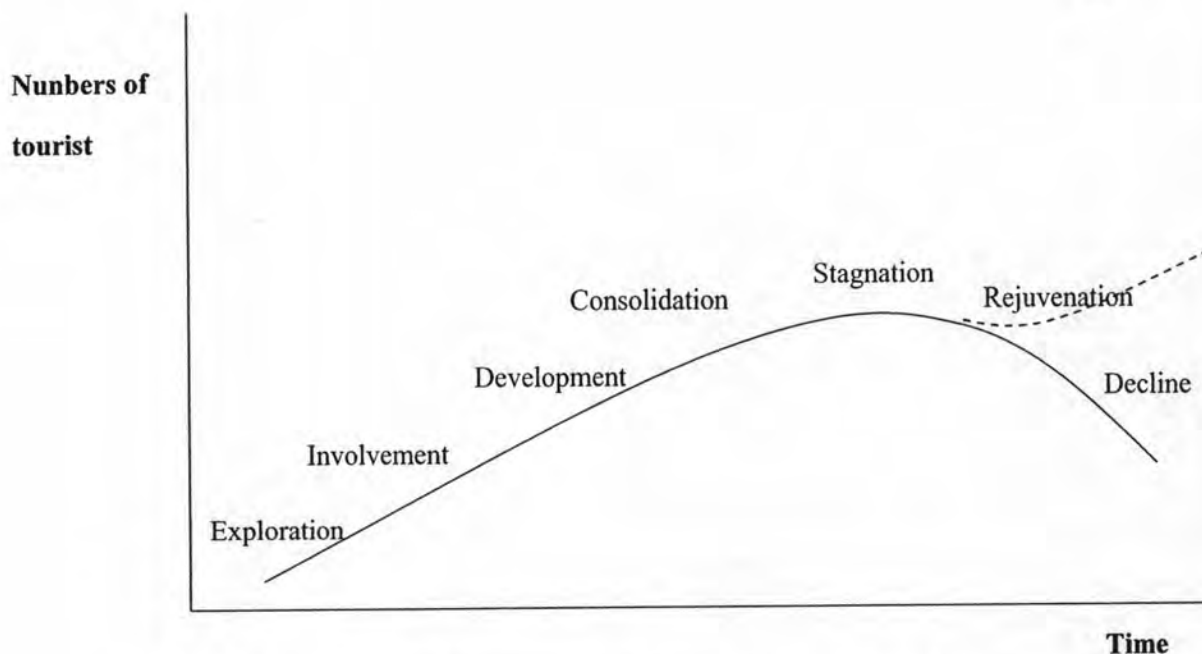 Nunbers of
tourist
Stagnation
Consolidation
Rejuvenation
Development
Decline
Involvement
Exploration
Time